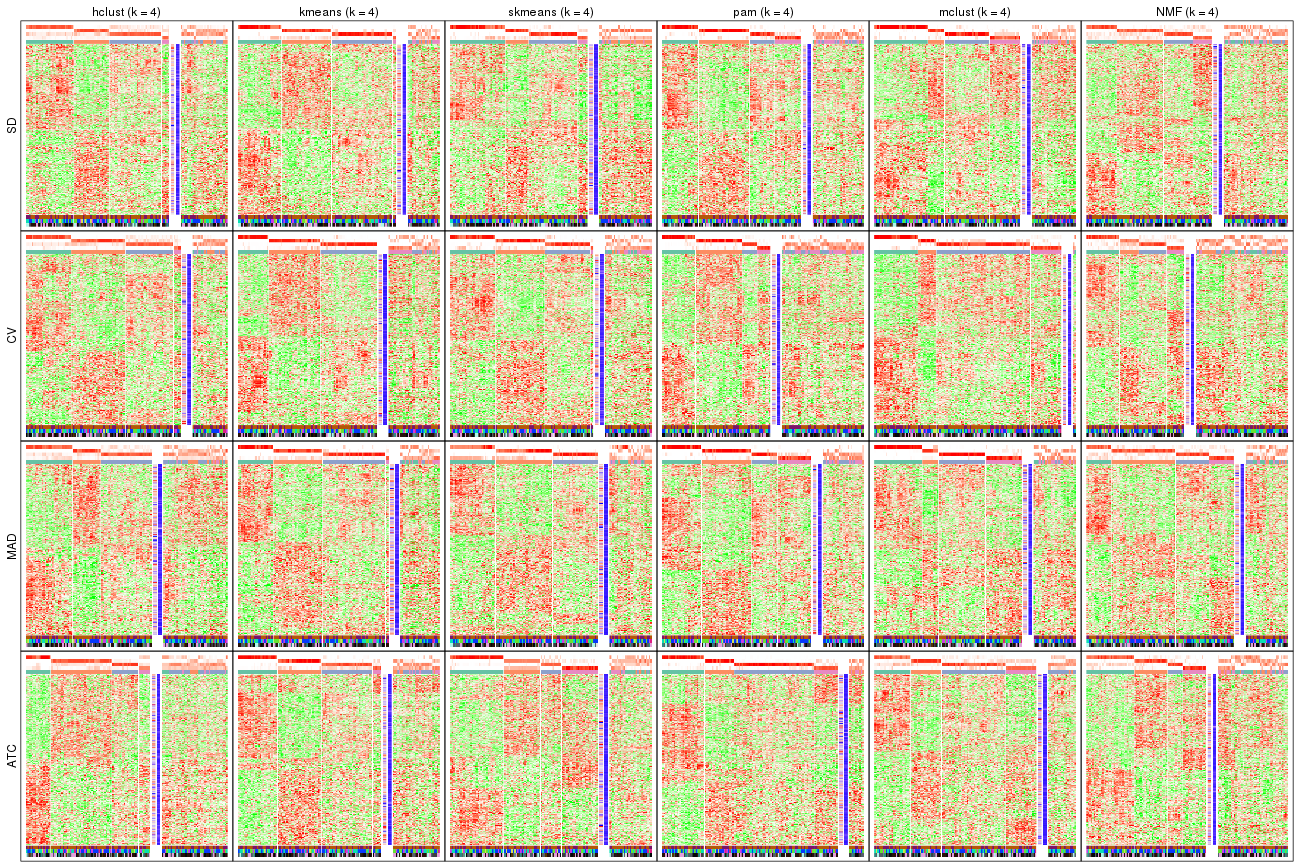 hclust (k = 4) kmeans (k = 4) skmeans (k = 4) pam (k = 4) mclust (k = 4) NMF (k = 4)
SD
CV
MAD
ATC